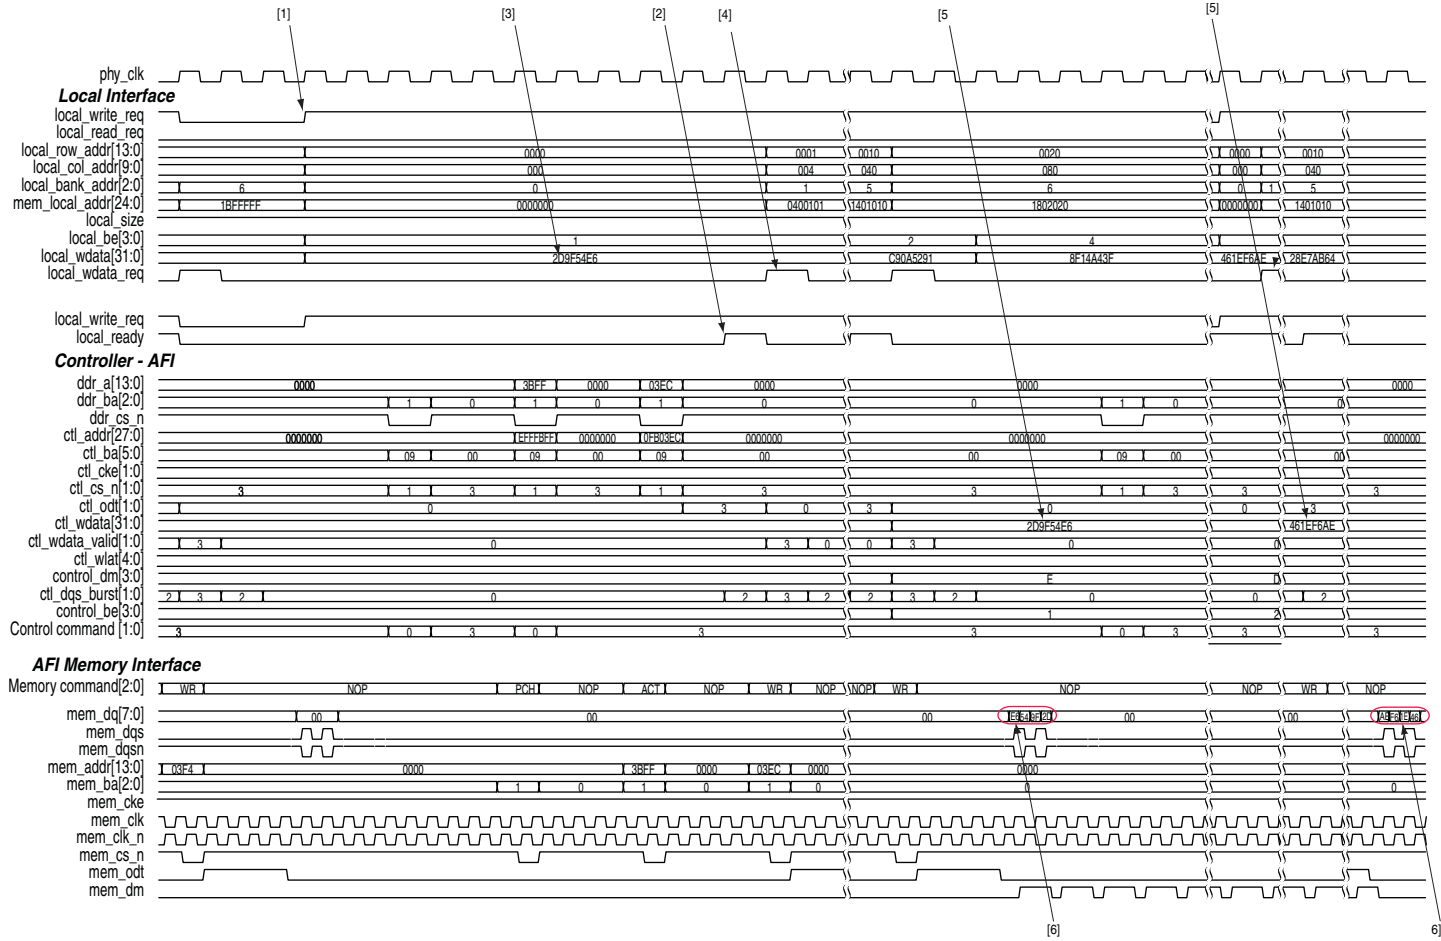 [1] [3] [2] [4] [5 [5]
phy_clk
Local Interface
local_write_req
local_read_req
local_row_addr[13:0] 0000 0001 0010 0020 0000 0010
local_col_addr[9:0] 000 004 040 080 000 040
local_bank_addr[2:0] 6 0 1 5 6 0 1 5
mem_local_addr[24:0] 1BFFFFF 0000000 0400101 1401010 1802020 0000000 1401010
local_size
local_be[3:0] 1 2 4
local_wdata[31:0] 2D9F54E6 C90A5291 8F14A43F 461EF6AE 28E7AB64
local_wdata_req
local_write_req
local_ready
Controller - AFI
ddr_a[13:0] 0000 3BFF 0000 03EC 0000 0000 0000
ddr_ba[2:0] 1 0 1 0 1 0 0 1 0 0
ddr_cs_n
ctl_addr[27:0] 0000000 EFFFBFF 0000000 0FB03EC 0000000 0000000 0000000
ctl_ba[5:0] 09 00 09 00 09 00 00 09 00 00
ctl_cke[1:0]
ctl_cs_n[1:0] 3 1 3 1 3 1 3 3 1 3 3 3
ctl_odt[1:0] 0 3 0 3 0 0 3
ctl_wdata[31:0] 2D9F54E6 461EF6AE
ctl_wdata_valid[1:0] 3 0 3 0 0 3 0 0
ctl_wlat[4:0]
control_dm[3:0] E D
ctl_dqs_burst[1:0] 2 3 2 0 2 3 2 2 3 2 0 0 2
control_be[3:0] 1 2
Control command [1:0] 3 0 3 0 3 3 0 3 3 3
AFI Memory Interface
Memory command[2:0] WR NOP PCH NOP ACT NOP WR NOP NOP WR NOP NOP WR NOP
mem_dq[7:0] 00 00 00 E6 54 9F 2D 00 00 AE F6 1E 46
mem_dqs
mem_dqsn
mem_addr[13:0] 03F4 0000 3BFF 0000 03EC 0000 0000
mem_ba[2:0] 1 0 1 0 1 0 0 0
mem_cke
mem_clk
mem_clk_n
mem_cs_n
mem_odt
mem_dm
[6] 6]